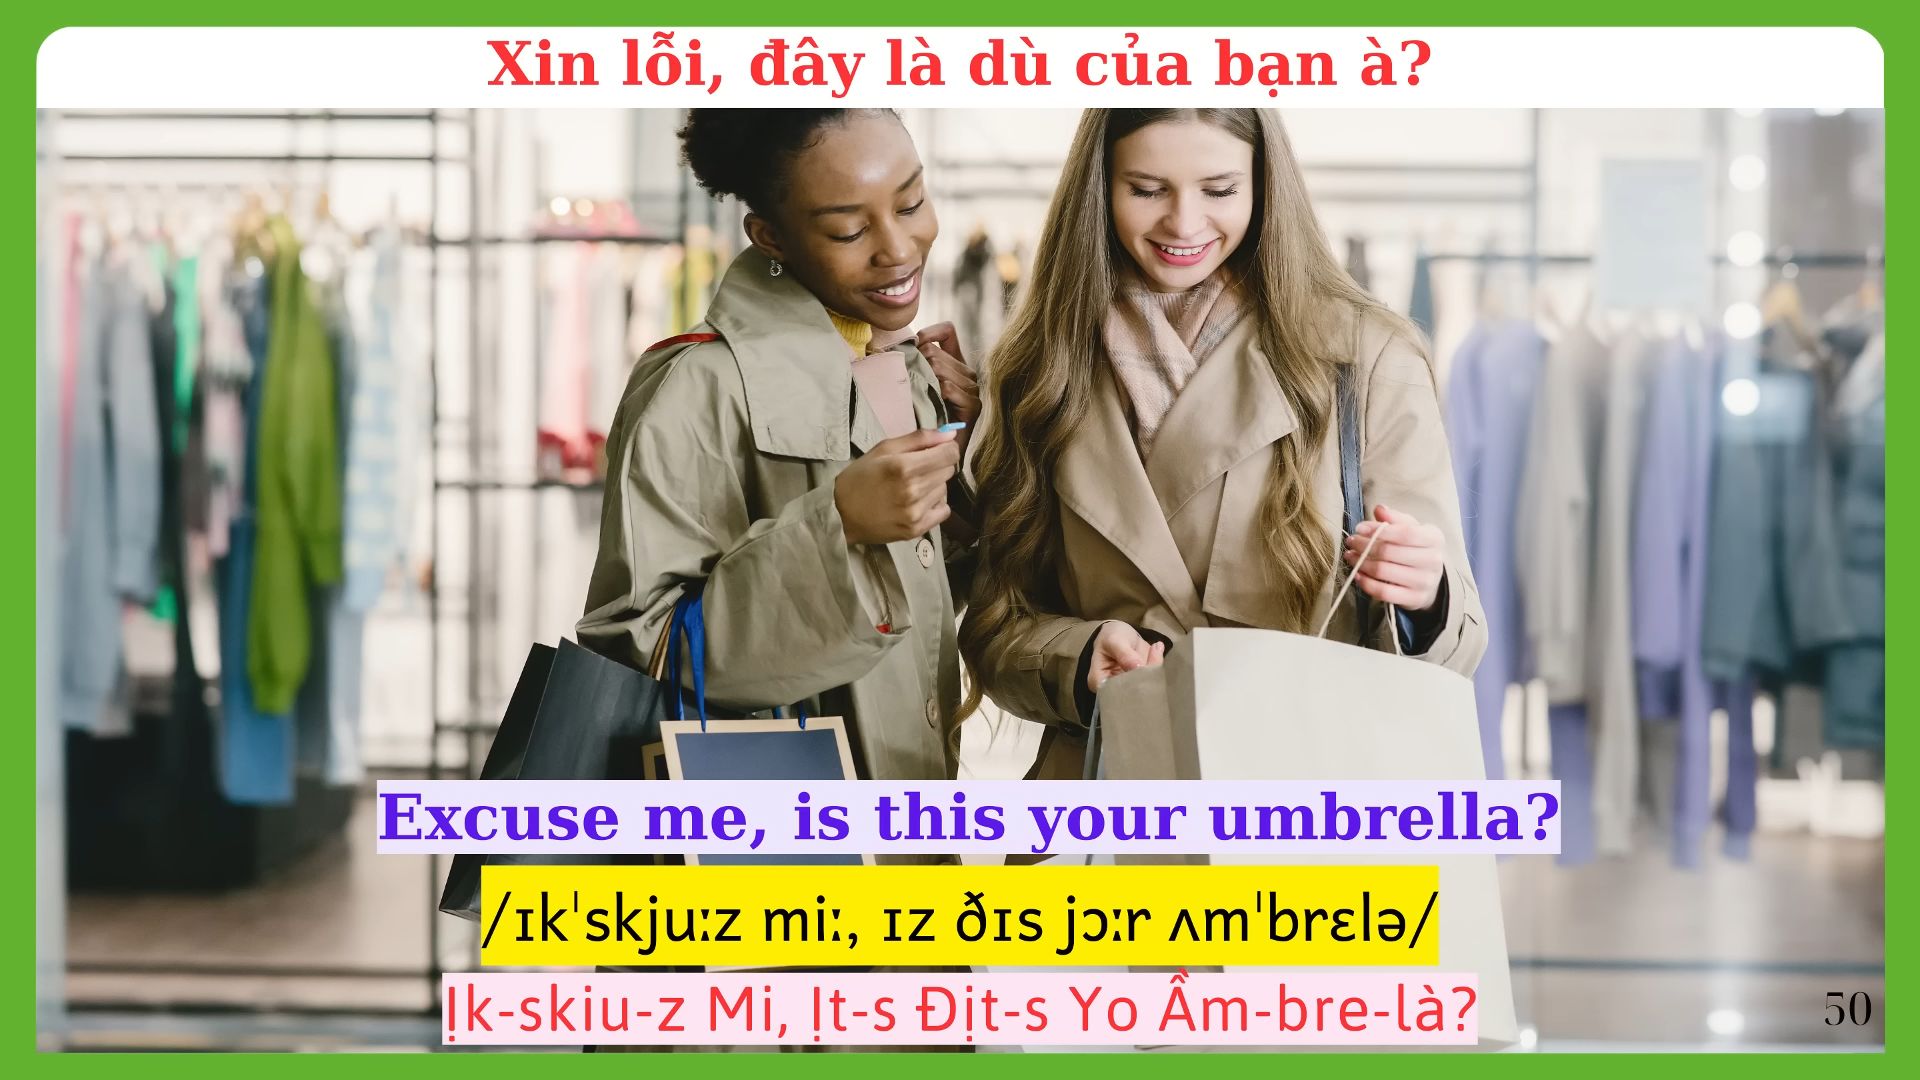 Xin lỗi, đây là dù của bạn à?
Excuse me, is this your umbrella?
/ɪkˈskjuːz miː, ɪz ðɪs jɔːr ʌmˈbrɛlə/
Ịk-skiu-z Mi, Ịt-s Địt-s Yo Ầm-bre-là?
50